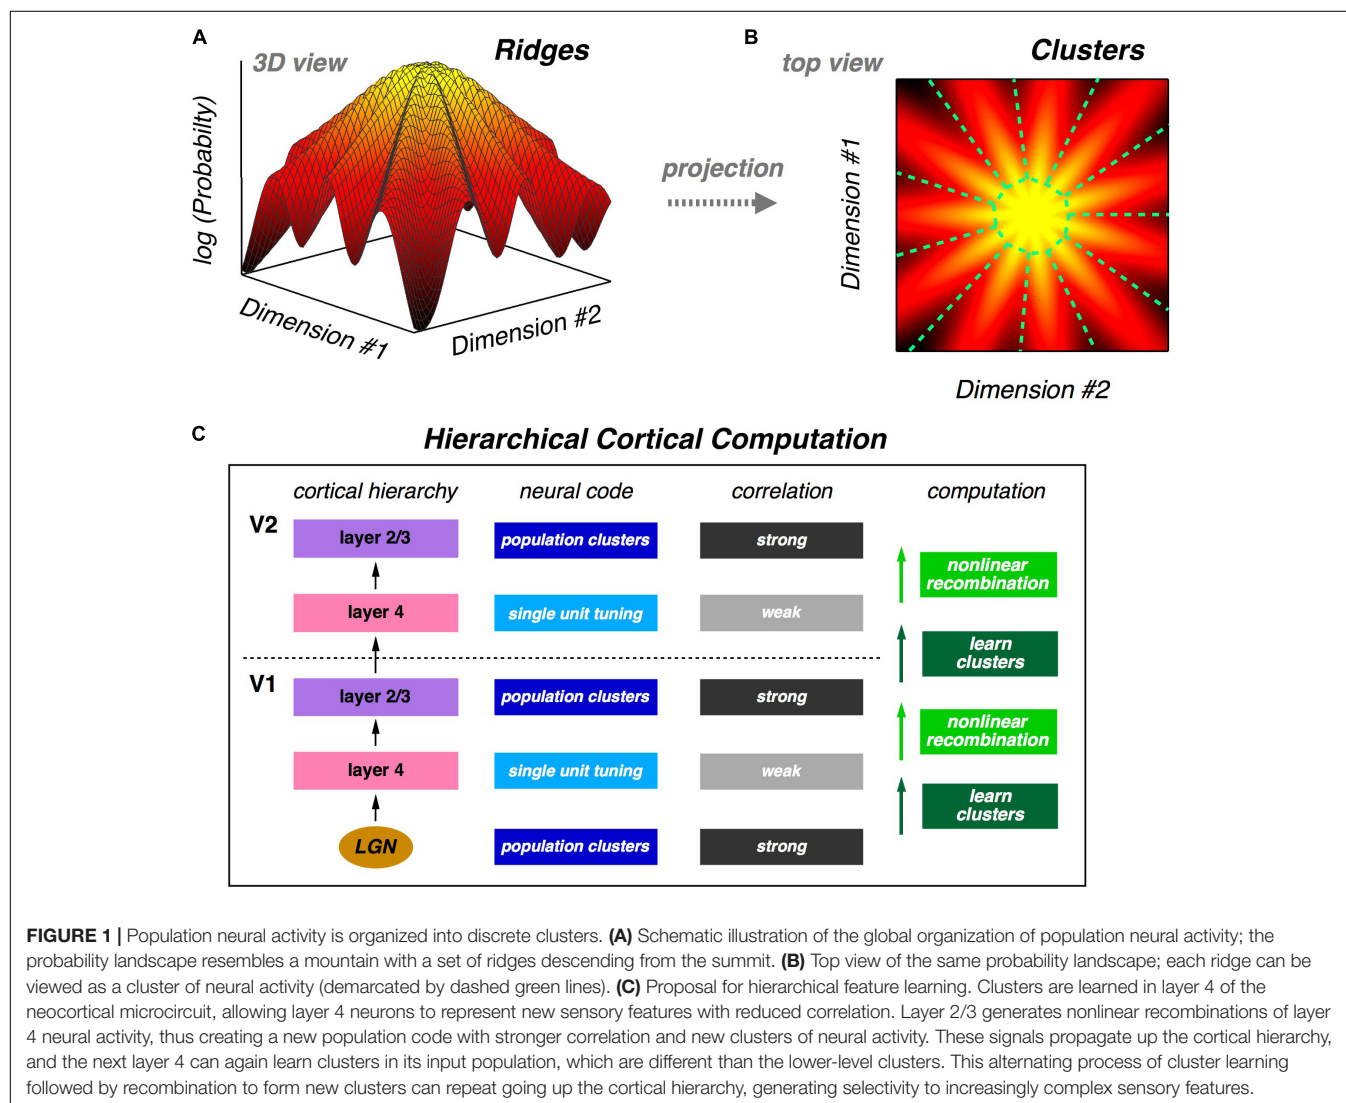 A
Ridges
3D view
log (Probabilty)
Dimension #1
Dimension #2
projection
B
top view
Clusters
Dimension #1
Dimension #2
C
Hierarchical Cortical Computation
cortical hierarchy neural code correlation computation
V2
layer 2/3 population clusters strong
nonlinear
recombination
layer 4 single unit tuning weak
learn
clusters
V1
layer 2/3 population clusters strong
nonlinear
recombination
layer 4 single unit tuning weak
learn
clusters
LGN population clusters strong
FIGURE 1 | Population neural activity is organized into discrete clusters. (A) Schematic illustration of the global organization of population neural activity; the
probability landscape resembles a mountain with a set of ridges descending from the summit. (B) Top view of the same probability landscape; each ridge can be
viewed as a cluster of neural activity (demarcated by dashed green lines). (C) Proposal for hierarchical feature learning. Clusters are learned in layer 4 of the
neocortical microcircuit, allowing layer 4 neurons to represent new sensory features with reduced correlation. Layer 2/3 generates nonlinear recombinations of layer
4 neural activity, thus creating a new population code with stronger correlation and new clusters of neural activity. These signals propagate up the cortical hierarchy,
and the next layer 4 can again learn clusters in its input population, which are different than the lower-level clusters. This alternating process of cluster learning
followed by recombination to form new clusters can repeat going up the cortical hierarchy, generating selectivity to increasingly complex sensory features.